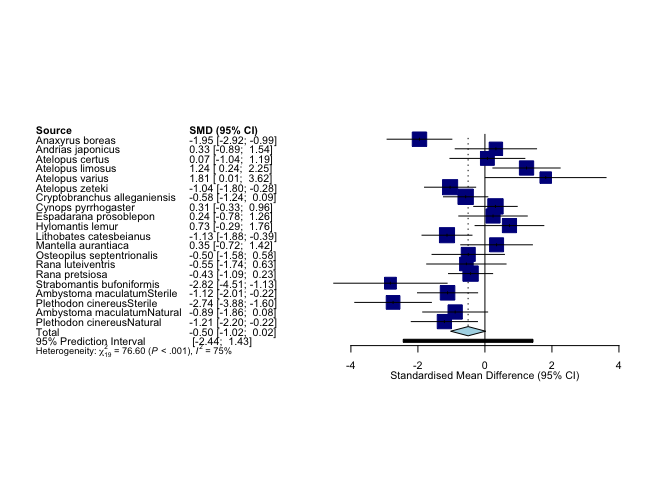 Source SMD (95% CI)
Anaxyrus boreas -1.95 [-2.92; -0.99]
Andrias japonicus 0.33 [-0.89; 1.54]
Atelopus certus 0.07 [-1.04; 1.19]
Atelopus limosus 1.24 [ 0.24; 2.25]
Atelopus varius 1.81 [ 0.01; 3.62]
Atelopus zeteki -1.04 [-1.80; -0.28]
Cryptobranchus alleganiensis -0.58 [-1.24; 0.09]
Cynops pyrrhogaster 0.31 [-0.33; 0.96]
Espadarana prosoblepon 0.24 [-0.78; 1.26]
Hylomantis lemur 0.73 [-0.29; 1.76]
Lithobates catesbeianus -1.13 [-1.88; -0.39]
Mantella aurantiaca 0.35 [-0.72; 1.42]
Osteopilus septentrionalis -0.50 [-1.58; 0.58]
Rana luteiventris -0.55 [-1.74; 0.63]
Rana pretsiosa -0.43 [-1.09; 0.23]
Strabomantis bufoniformis -2.82 [-4.51; -1.13]
Ambystoma maculatumSterile -1.12 [-2.01; -0.22]
Plethodon cinereusSterile -2.74 [-3.88; -1.60]
Ambystoma maculatumNatural -0.89 [-1.86; 0.08]
Plethodon cinereusNatural -1.21 [-2.20; -0.22]
Total -0.50 [-1.02; 0.02]
95% Prediction Interval [-2.44; 1.43]
Heterogeneity: χ²₁₉ = 76.60 (P < .001), I² = 75%
-4 -2 0 2 4
Standardised Mean Difference (95% CI)